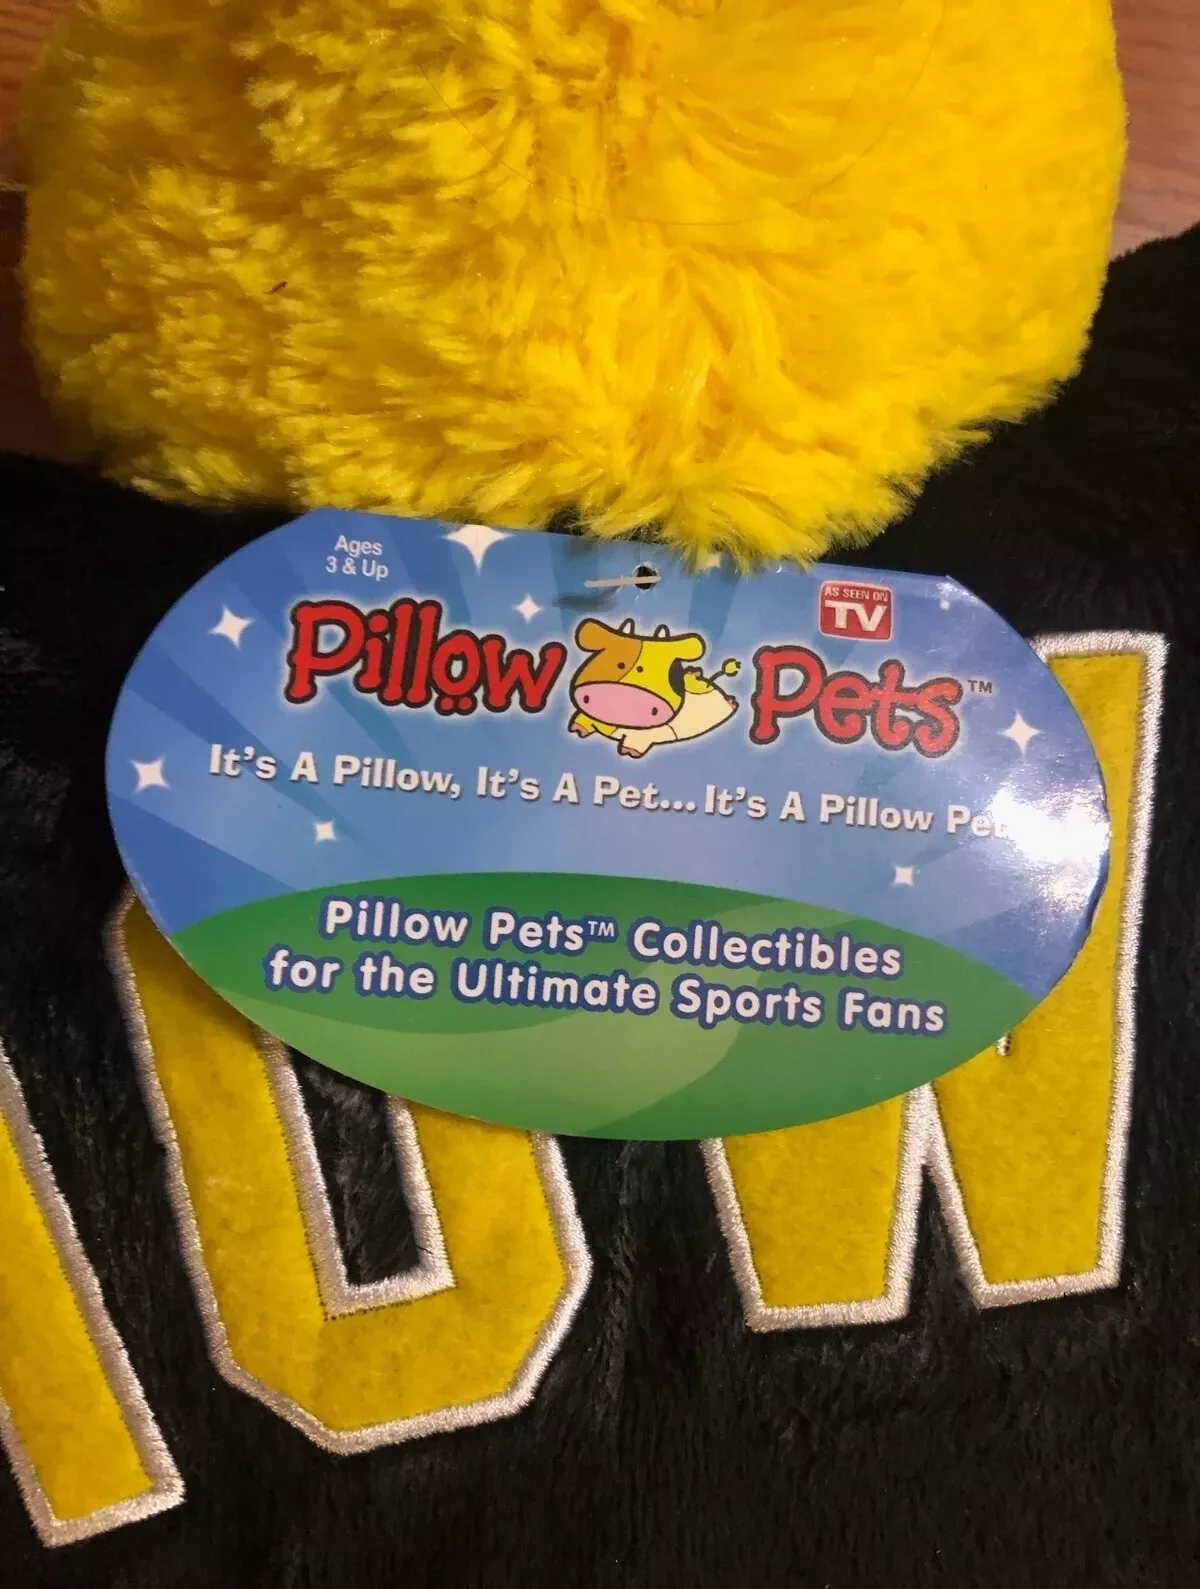 Ages
3 & Up
AS SEEN ON
TV
Pillow Pets™
It's A Pillow, It's A Pet... It's A Pillow
Pillow Pets™ Collectibles
for the Ultimate Sports Fans